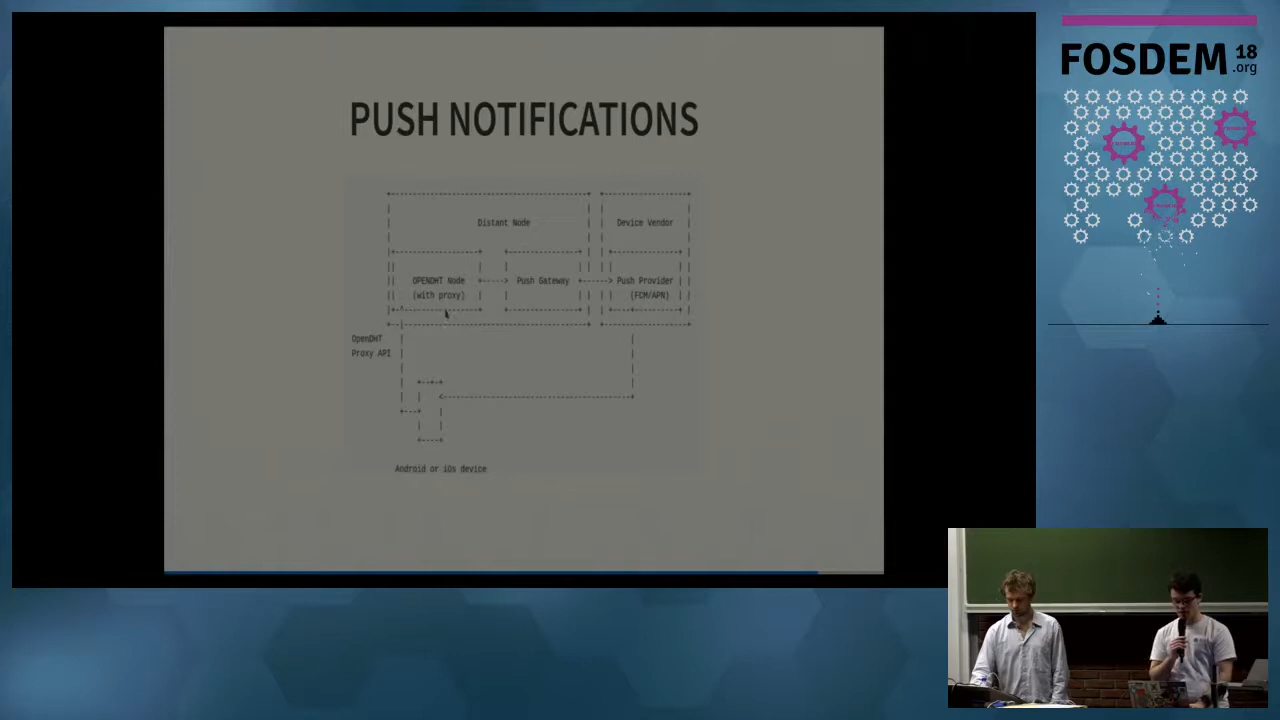 PUSH NOTIFICATIONS
Distant Node
Device Vendor
OPENDHT Node
(with proxy)
Push Gateway
Push Provider
(FCM/APN)
OpenDHT
Proxy API
Android or iOs device
FOSDEM 18
.org